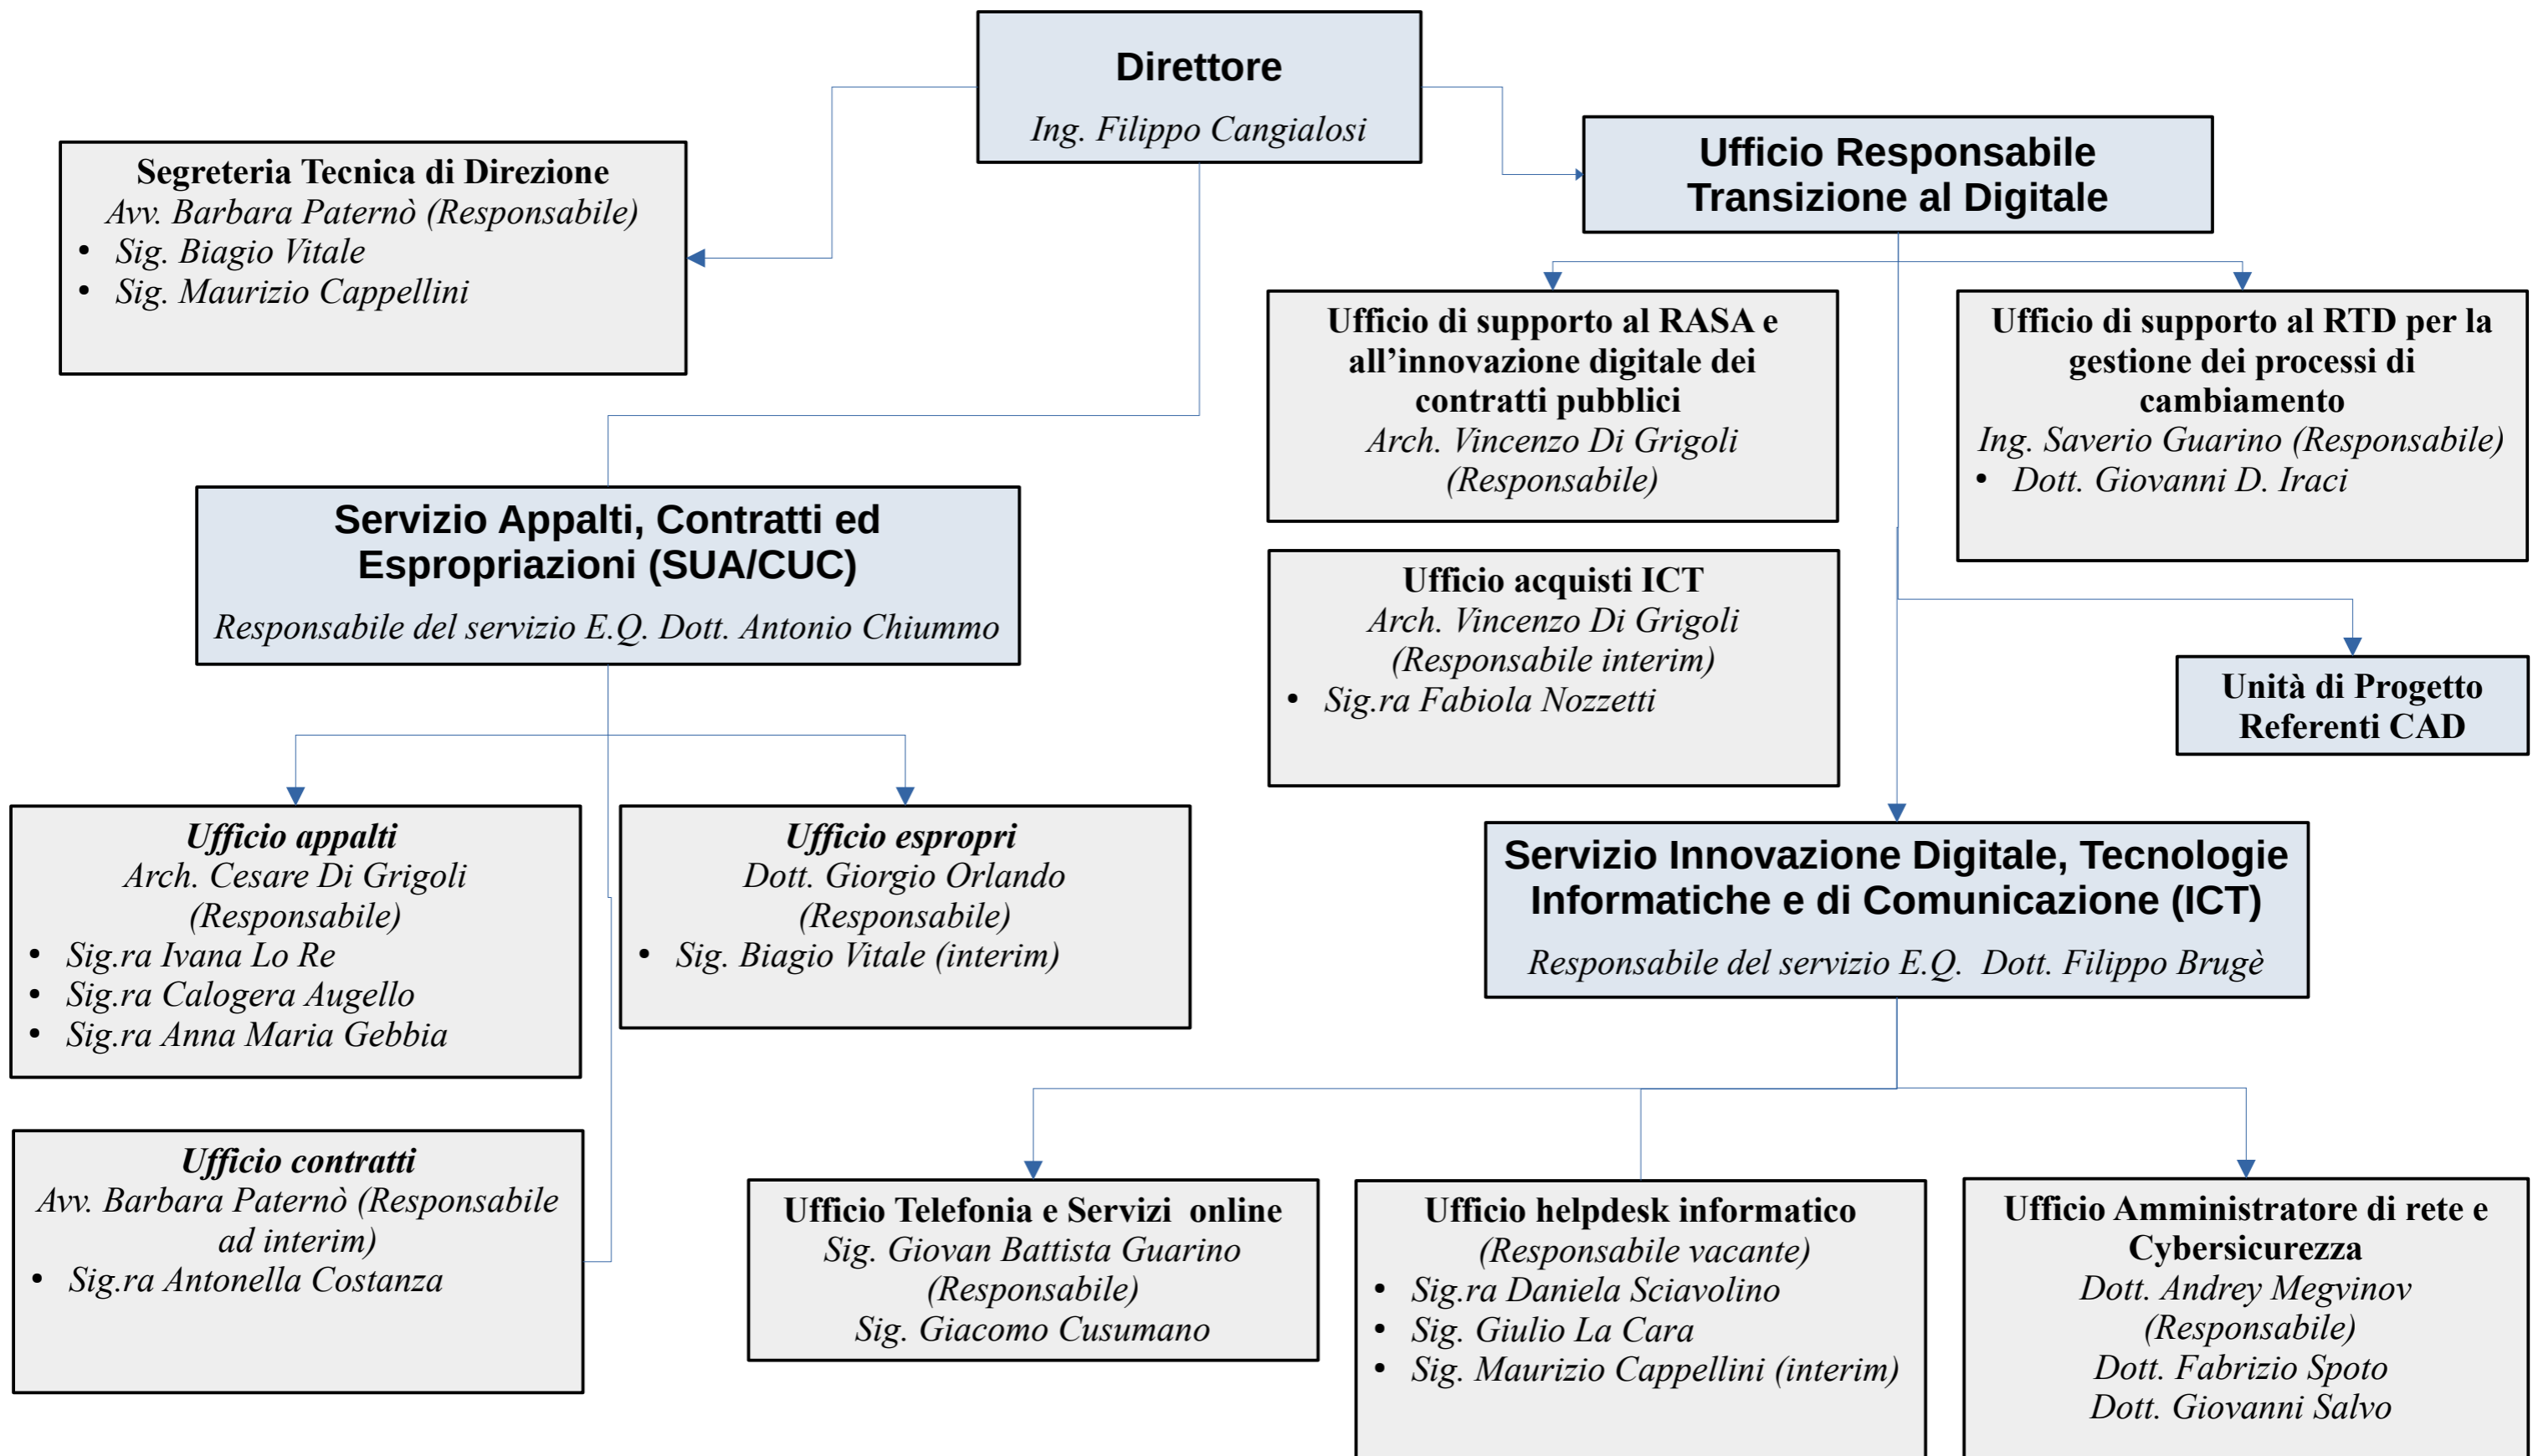 Direttore
Ing. Filippo Cangialosi
Segreteria Tecnica di Direzione
Avv. Barbara Paternò (Responsabile)
• Sig. Biagio Vitale
• Sig. Maurizio Cappellini
Ufficio Responsabile
Transizione al Digitale
Ufficio di supporto al RASA e
all’innovazione digitale dei
contratti pubblici
Arch. Vincenzo Di Grigoli
(Responsabile)
Ufficio di supporto al RTD per la
gestione dei processi di
cambiamento
Ing. Saverio Guarino (Responsabile)
• Dott. Giovanni D. Iraci
Servizio Appalti, Contratti ed
Espropriazioni (SUA/CUC)
Responsabile del servizio E.Q. Dott. Antonio Chiummo
Ufficio acquisti ICT
Arch. Vincenzo Di Grigoli
(Responsabile interim)
• Sig.ra Fabiola Nozzetti
Unità di Progetto
Referenti CAD
Ufficio appalti
Arch. Cesare Di Grigoli
(Responsabile)
• Sig.ra Ivana Lo Re
• Sig.ra Calogera Augello
• Sig.ra Anna Maria Gebbia
Ufficio espropri
Dott. Giorgio Orlando
(Responsabile)
• Sig. Biagio Vitale (interim)
Servizio Innovazione Digitale, Tecnologie
Informatiche e di Comunicazione (ICT)
Responsabile del servizio E.Q. Dott. Filippo Brugè
Ufficio contratti
Avv. Barbara Paternò (Responsabile
ad interim)
• Sig.ra Antonella Costanza
Ufficio Telefonia e Servizi online
Sig. Giovan Battista Guarino
(Responsabile)
Sig. Giacomo Cusumano
Ufficio helpdesk informatico
(Responsabile vacante)
• Sig.ra Daniela Sciavolino
• Sig. Giulio La Cara
• Sig. Maurizio Cappellini (interim)
Ufficio Amministratore di rete e
Cybersicurezza
Dott. Andrey Megvinov
(Responsabile)
Dott. Fabrizio Spoto
Dott. Giovanni Salvo